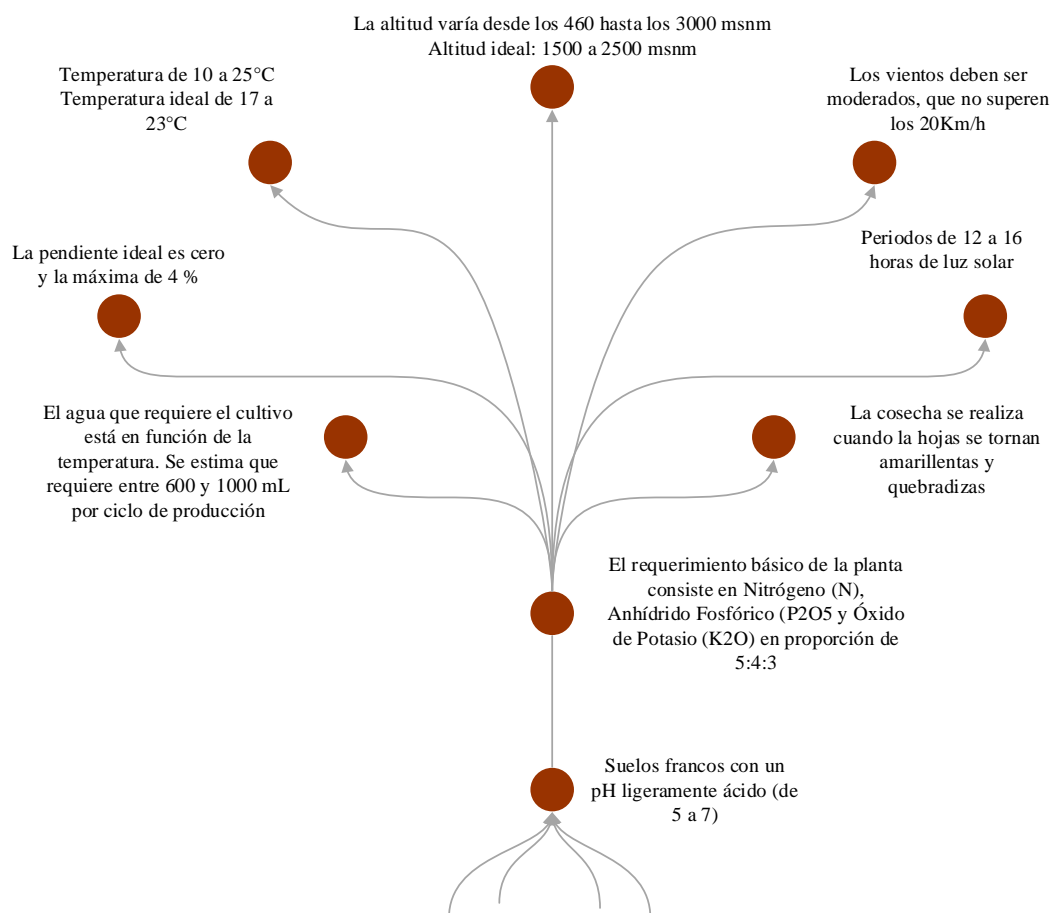 La altitud varía desde los 460 hasta los 3000 msnm
Altitud ideal: 1500 a 2500 msnm
Temperatura de 10 a 25°C
Temperatura ideal de 17 a
23°C
Los vientos deben ser
moderados, que no superen
los 20Km/h
La pendiente ideal es cero
y la máxima de 4 %
Periodos de 12 a 16
horas de luz solar
El agua que requiere el cultivo
está en función de la
temperatura. Se estima que
requiere entre 600 y 1000 mL
por ciclo de producción
La cosecha se realiza
cuando la hojas se tornan
amarillentas y
quebradizas
El requerimiento básico de la planta
consiste en Nitrógeno (N),
Anhídrido Fosfórico (P2O5 y Óxido
de Potasio (K2O) en proporción de
5:4:3
Suelos francos con un
pH ligeramente ácido (de
5 a 7)